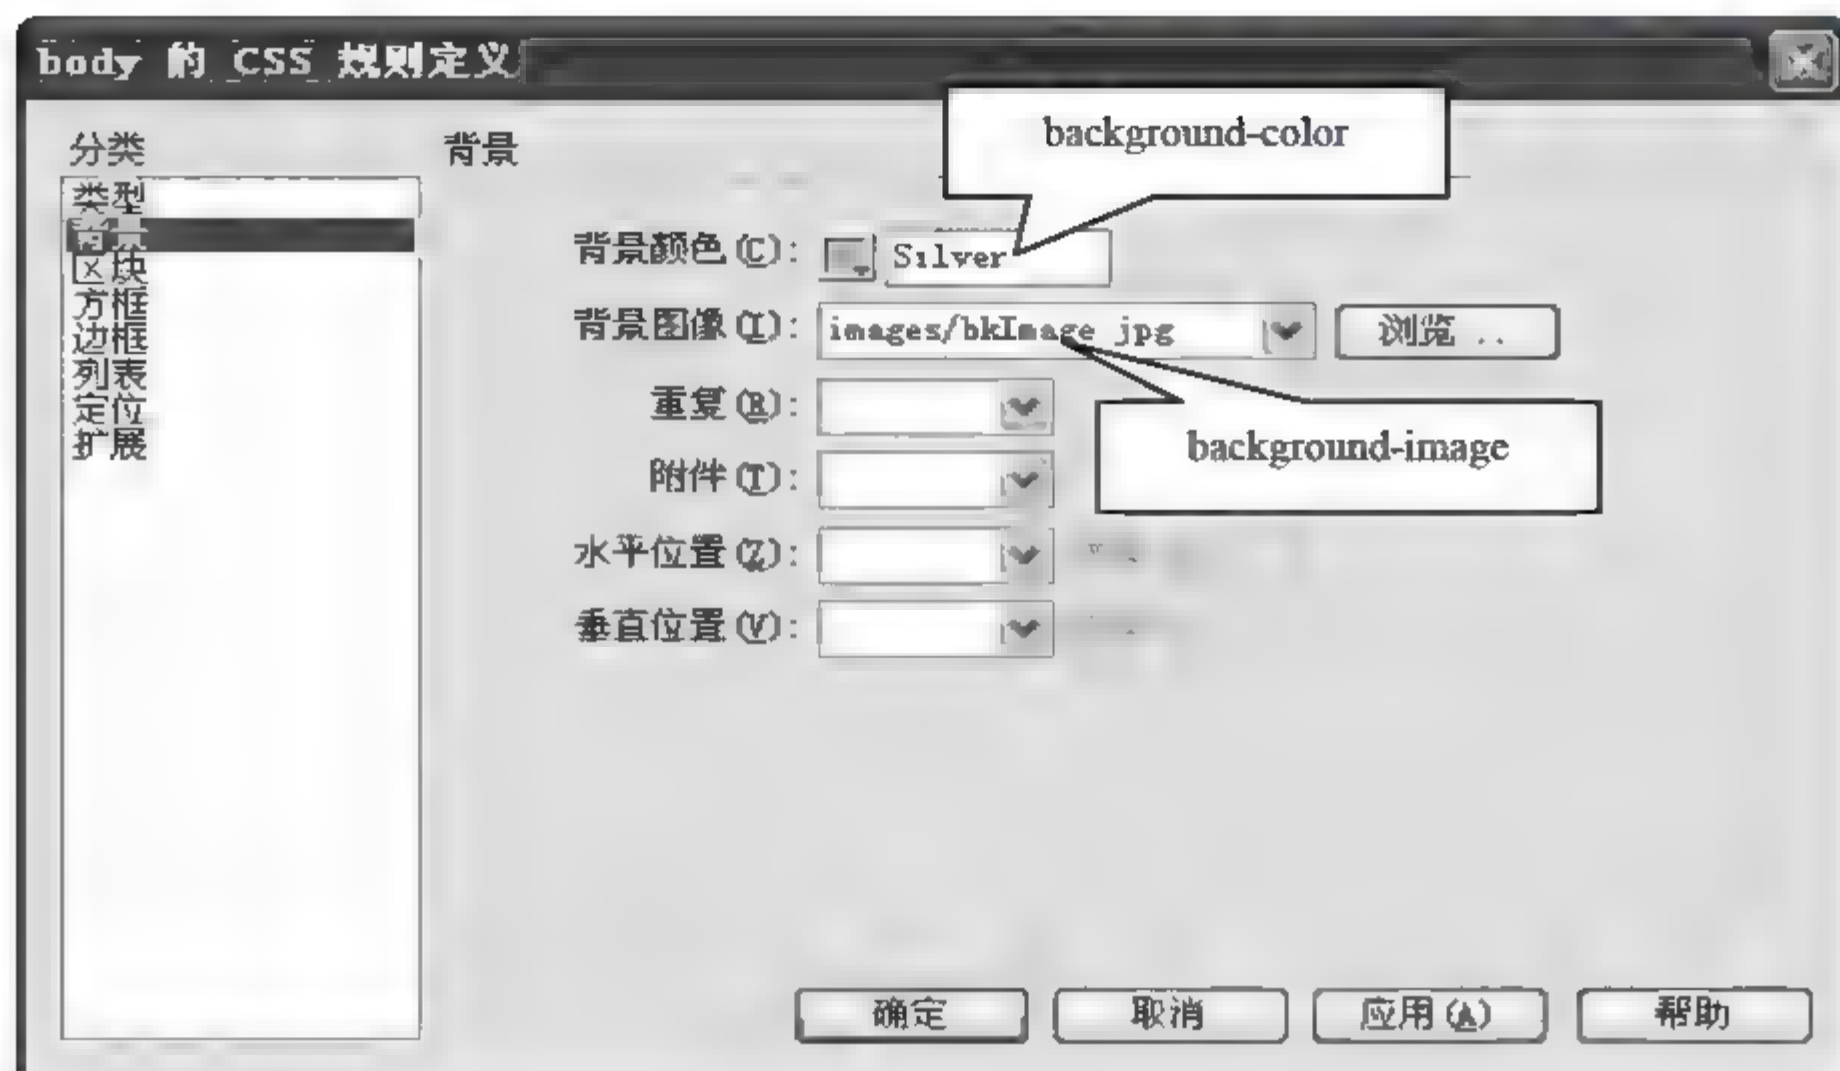 body 的 CSS 规则定义
分类
背景
类型
背景
区块
方框
边框
列表
定位
扩展
background-color
背景颜色(C): Silver
背景图像(I): images/bkImage jpg 浏览 ..
重复(R):
background-image
附件(T):
水平位置(Z):
垂直位置(V):
确定 取消 应用(A) 帮助